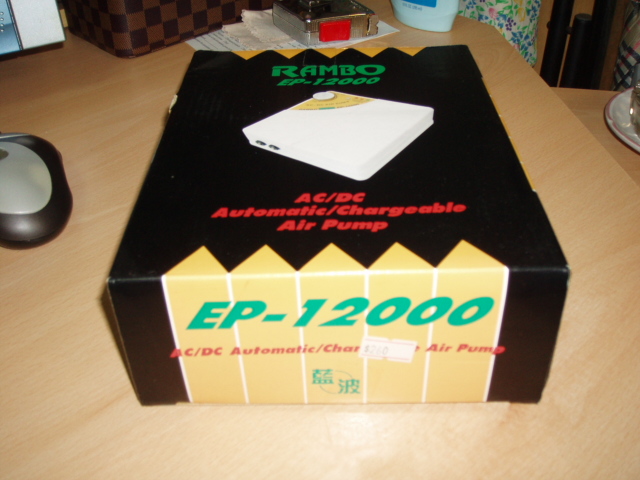 RAMBO
EP-12000
AC/DC
Automatic/Chargeable
Air Pump
EP-12000
AC/DC Automatic/Char e Air Pump
$260
藍波